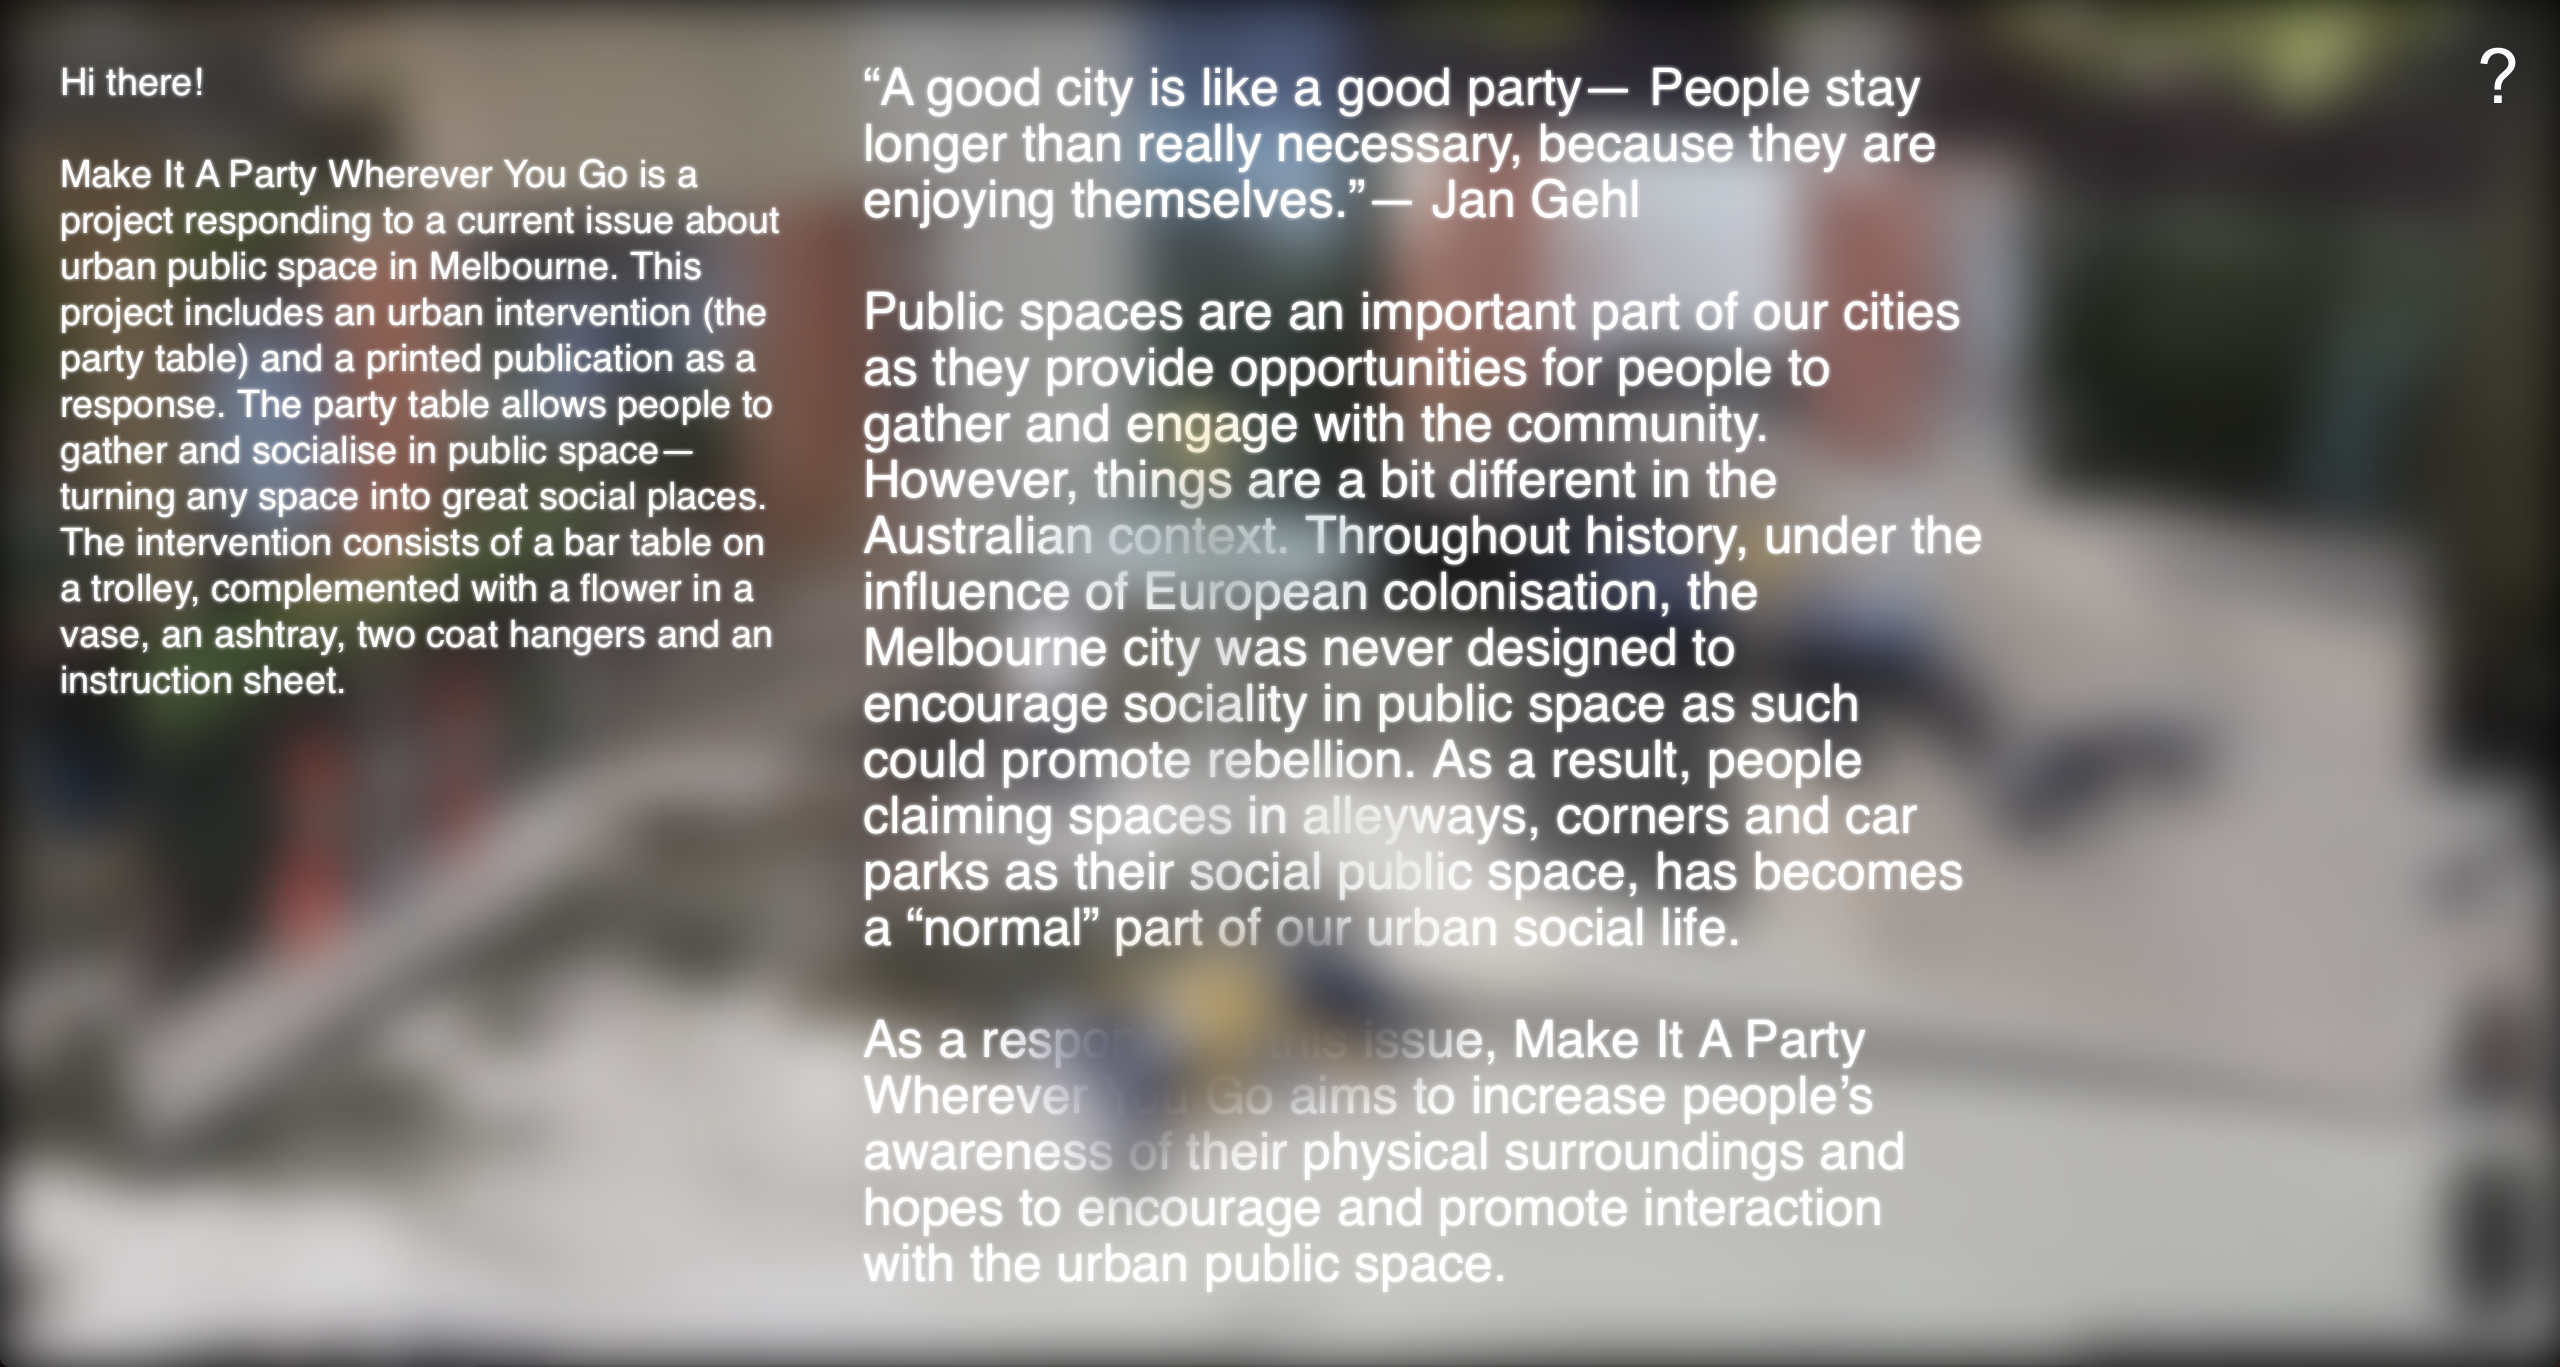 Hi there!
Make It A Party Wherever You Go is a
project responding to a current issue about
urban public space in Melbourne. This
project includes an urban intervention (the
party table) and a printed publication as a
response. The party table allows people to
gather and socialise in public space—
turning any space into great social places.
The intervention consists of a bar table on
a trolley, complemented with a flower in a
vase, an ashtray, two coat hangers and an
instruction sheet.
“A good city is like a good party— People stay
longer than really necessary, because they are
enjoying themselves.”— Jan Gehl
Public spaces are an important part of our cities
as they provide opportunities for people to
gather and engage with the community.
However, things are a bit different in the
Australian context. Throughout history, under the
influence of European colonisation, the
Melbourne city was never designed to
encourage sociality in public space as such
could promote rebellion. As a result, people
claiming spaces in alleyways, corners and car
parks as their social public space, has becomes
a “normal” part of our urban social life.
As a this issue, Make It A Party
Wherever You Go aims to increase people’s
awareness of their physical surroundings and
hopes to encourage and promote interaction
with the urban public space.
?